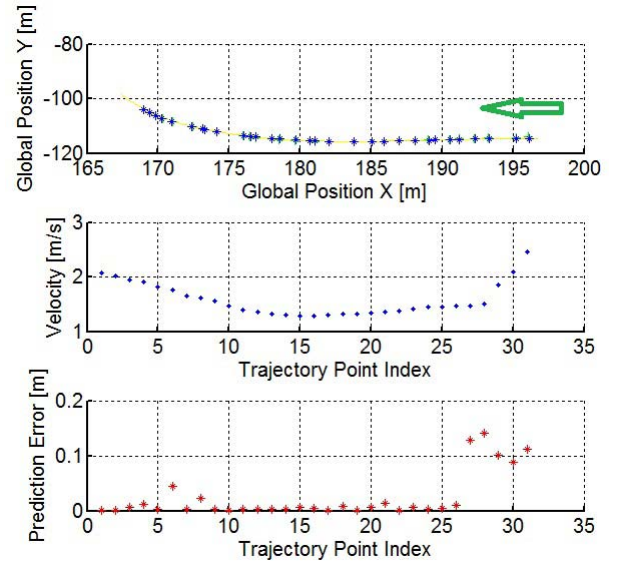 Global Position Y [m]
-80
-100
-120
165 170 175 180 185 190 195 200
Global Position X [m]
Velocity [m/s]
3
2
1
0 5 10 15 20 25 30 35
Trajectory Point Index
Prediction Error [m]
0.2
0.1
0
0 5 10 15 20 25 30 35
Trajectory Point Index